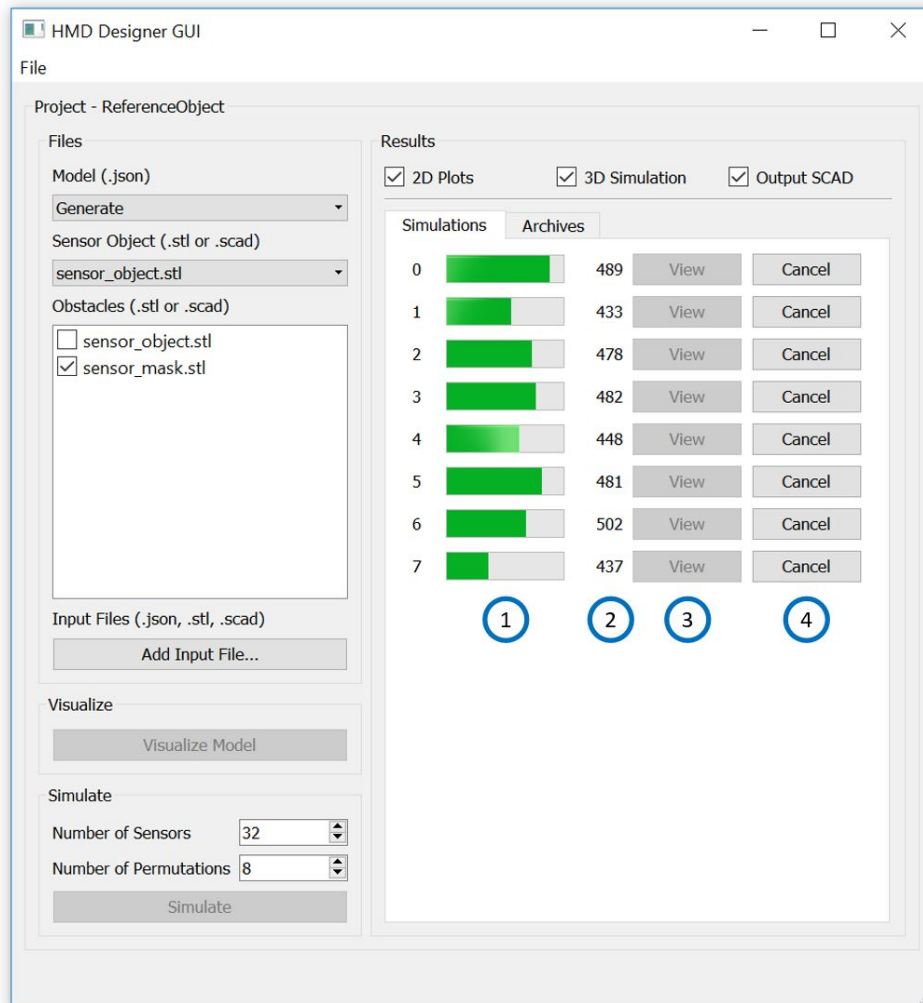 HMD Designer GUI
File
Project - ReferenceObject
Files
Model (.json)
Generate
Sensor Object (.stl or .scad)
sensor_object.stl
Obstacles (.stl or .scad)
sensor_object.stl
sensor_mask.stl
Input Files (.json, .stl, .scad)
Add Input File...
Visualize
Visualize Model
Simulate
Number of Sensors 32
Number of Permutations 8
Simulate
Results
2D Plots 3D Simulation Output SCAD
Simulations Archives
0 489 View Cancel
1 433 View Cancel
2 478 View Cancel
3 482 View Cancel
4 448 View Cancel
5 481 View Cancel
6 502 View Cancel
7 437 View Cancel
1 2 3 4